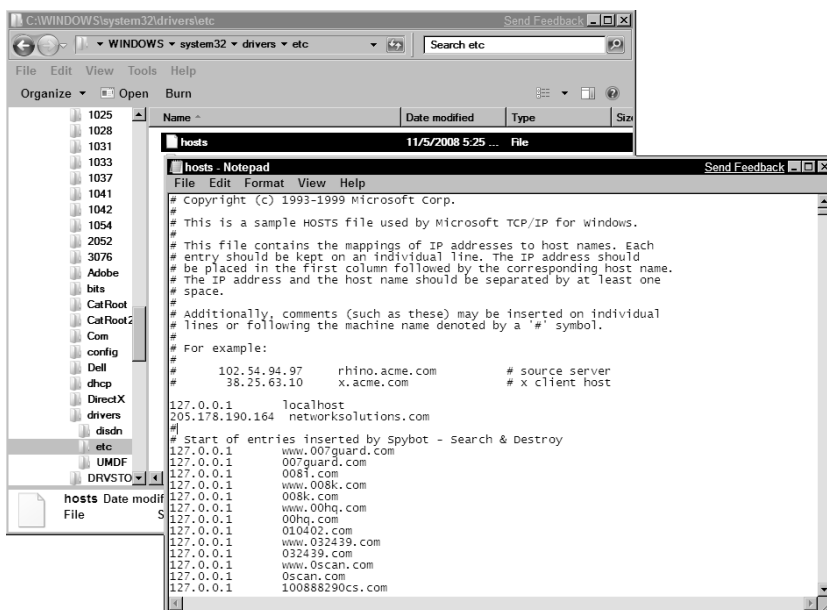 C:\WINDOWS\system32\drivers\etc
Send Feedback
WINDOWS system32 drivers etc
Search etc
File Edit View Tools Help
Organize Open Burn
1025
1028
1031
1033
1037
1041
1042
1054
2052
3076
Adobe
bits
CatRoot
CatRoot2
Com
config
Dell
dhcp
DirectX
drivers
disdn
etc
UMDF
DRVSTO
Name Date modified Type Size
hosts 11/5/2008 5:25 ... File
hosts Date modif
File S
hosts - Notepad
Send Feedback
File Edit Format View Help
# Copyright (c) 1993-1999 Microsoft Corp.
#
# This is a sample HOSTS file used by Microsoft TCP/IP for Windows.
#
# This file contains the mappings of IP addresses to host names. Each
# entry should be kept on an individual line. The IP address should
# be placed in the first column followed by the corresponding host name.
# The IP address and the host name should be separated by at least one
# space.
#
# Additionally, comments (such as these) may be inserted on individual
# lines or following the machine name denoted by a '#' symbol.
#
# For example:
#
# 102.54.94.97 rhino.acme.com # source server
# 38.25.63.10 x.acme.com # x client host
127.0.0.1 localhost
205.178.190.164 networksolutions.com
#
# Start of entries inserted by Spybot - Search & Destroy
127.0.0.1 www.007guard.com
127.0.0.1 007guard.com
127.0.0.1 008i.com
127.0.0.1 www.008k.com
127.0.0.1 008k.com
127.0.0.1 www.00hq.com
127.0.0.1 00hq.com
127.0.0.1 010402.com
127.0.0.1 www.032439.com
127.0.0.1 032439.com
127.0.0.1 www.0scan.com
127.0.0.1 0scan.com
127.0.0.1 100888290cs.com